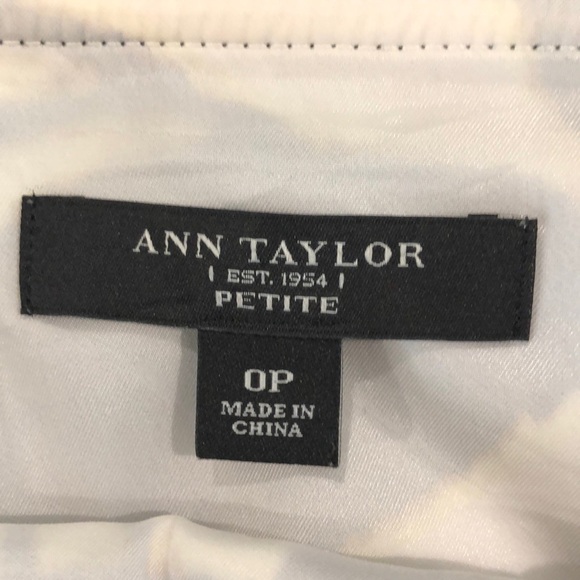 ANN TAYLOR
EST. 1954
PETITE
0P
MADE IN
CHINA